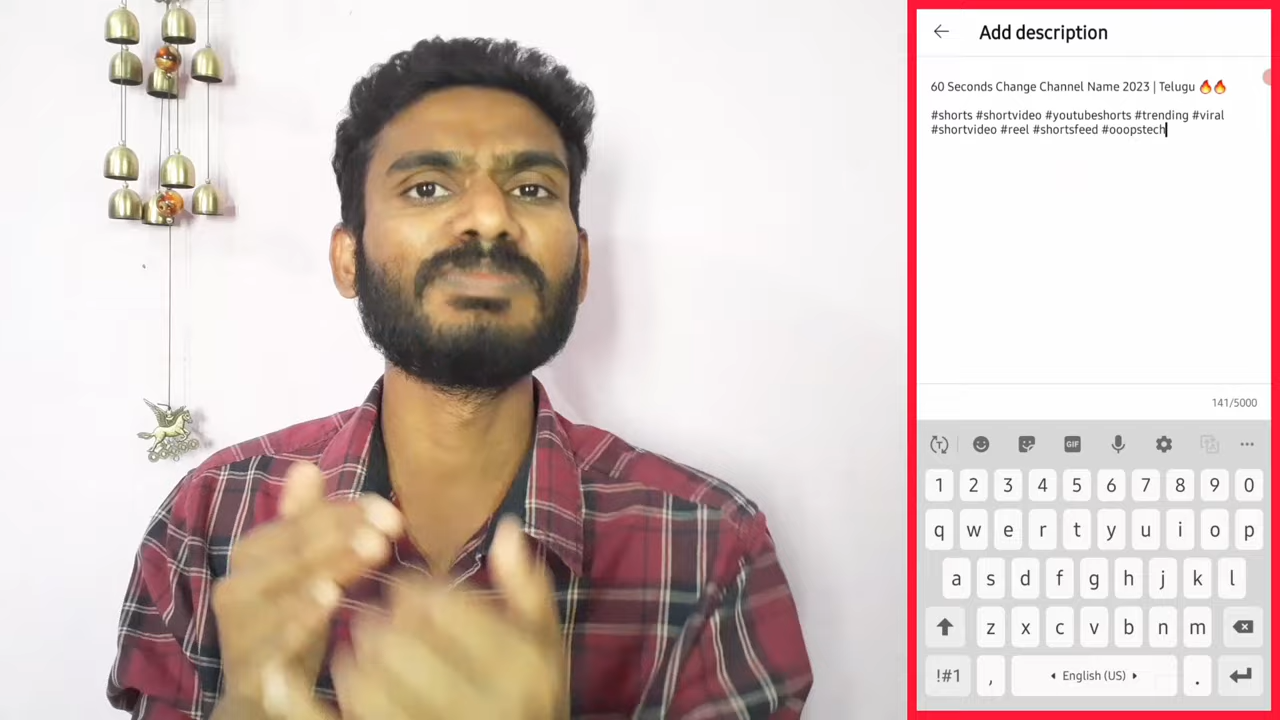 Add description
60 Seconds Change Channel Name 2023 | Telugu 🔥🔥
#shorts #shortvideo #youtubeshorts #trending #viral
#shortvideo #reel #shortsfeed #ooopstech
141/5000
GIF
1 2 3 4 5 6 7 8 9 0
q w e r t y u i o p
a s d f g h j k l
z x c v b n m
!#1 , English (US) .